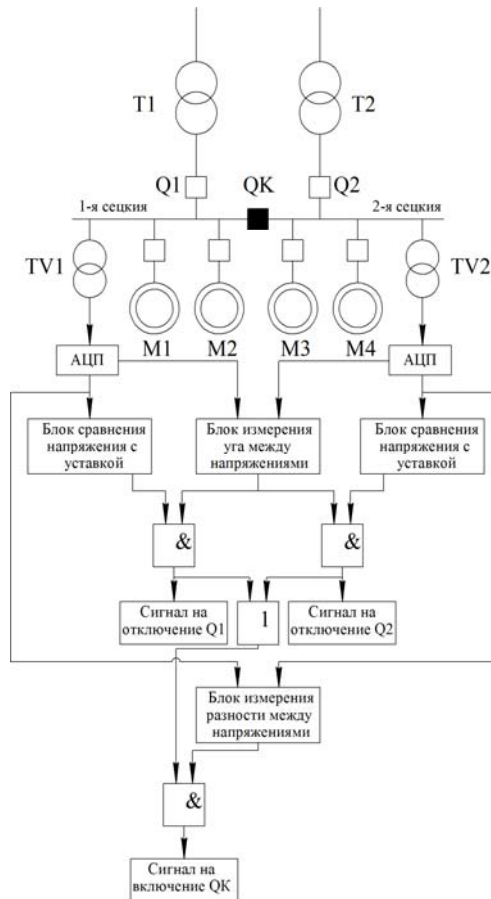 T1
T2
Q1
QK
Q2
1-я сецкия
2-я сецкия
TV1
TV2
M1
M2
M3
M4
АЦП
АЦП
Блок сравнения
напряжения с
уставкой
Блок измерения
уга между
напряжениями
Блок сравнения
напряжения с
уставкой
&
&
Сигнал на
отключение Q1
1
Сигнал на
отключение Q2
Блок измерения
разности между
напряжениями
&
Сигнал на
включение QK